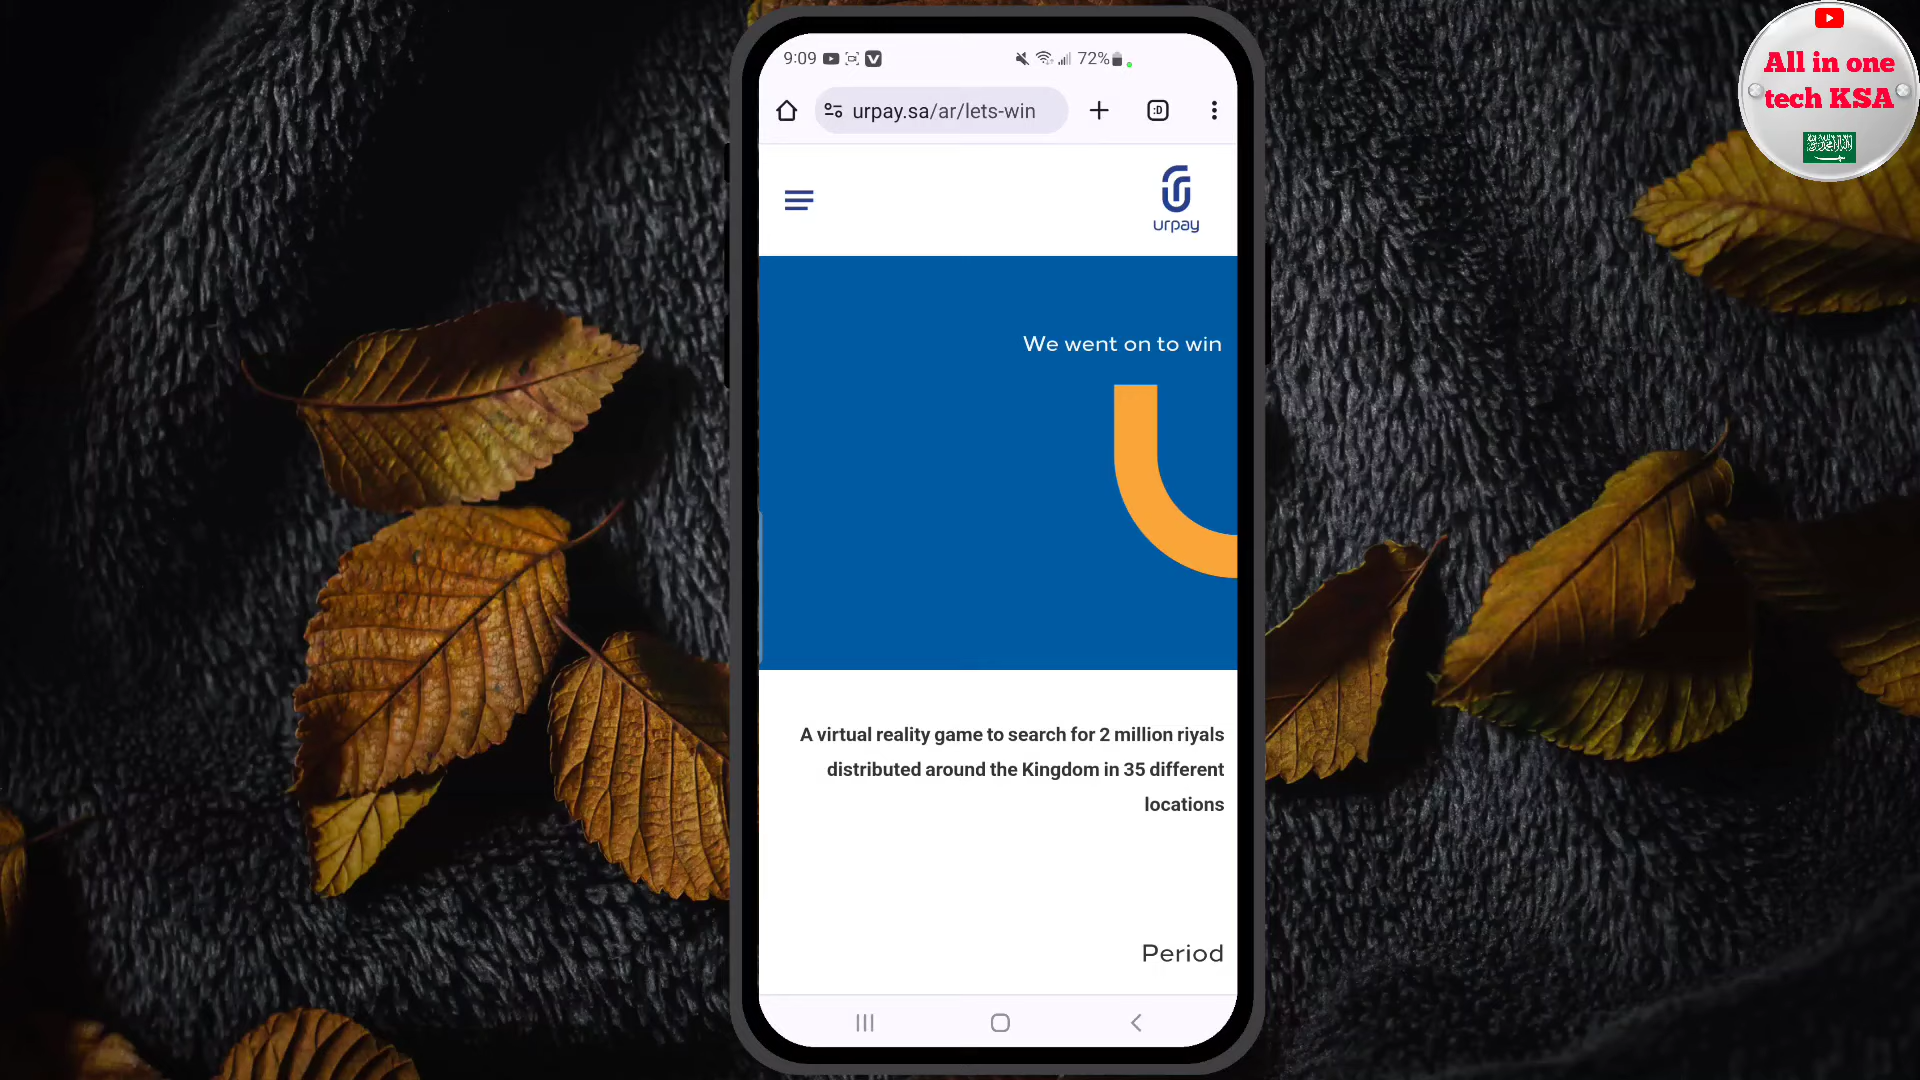 9:09
72%
urpay.sa/ar/lets-win
:D
urpay
We went on to win
A virtual reality game to search for 2 million riyals
distributed around the Kingdom in 35 different
locations
Period
All in one
tech KSA